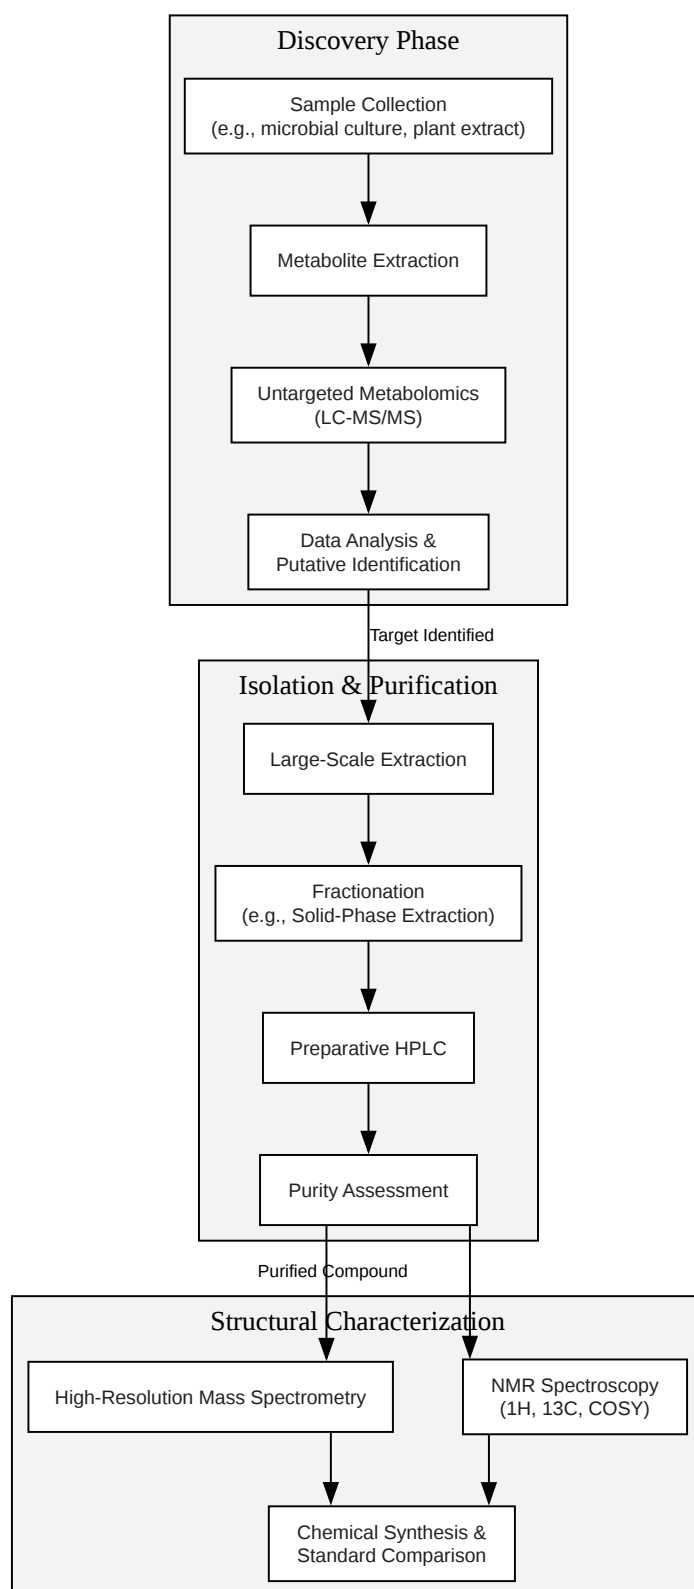 Discovery Phase
Sample Collection
(e.g., microbial culture, plant extract)
Metabolite Extraction
Untargeted Metabolomics
(LC-MS/MS)
Data Analysis &
Putative Identification
Target Identified
Isolation & Purification
Large-Scale Extraction
Fractionation
(e.g., Solid-Phase Extraction)
Preparative HPLC
Purity Assessment
Purified Compound
Structural Characterization
High-Resolution Mass Spectrometry
NMR Spectroscopy
(1H, 13C, COSY)
Chemical Synthesis &
Standard Comparison